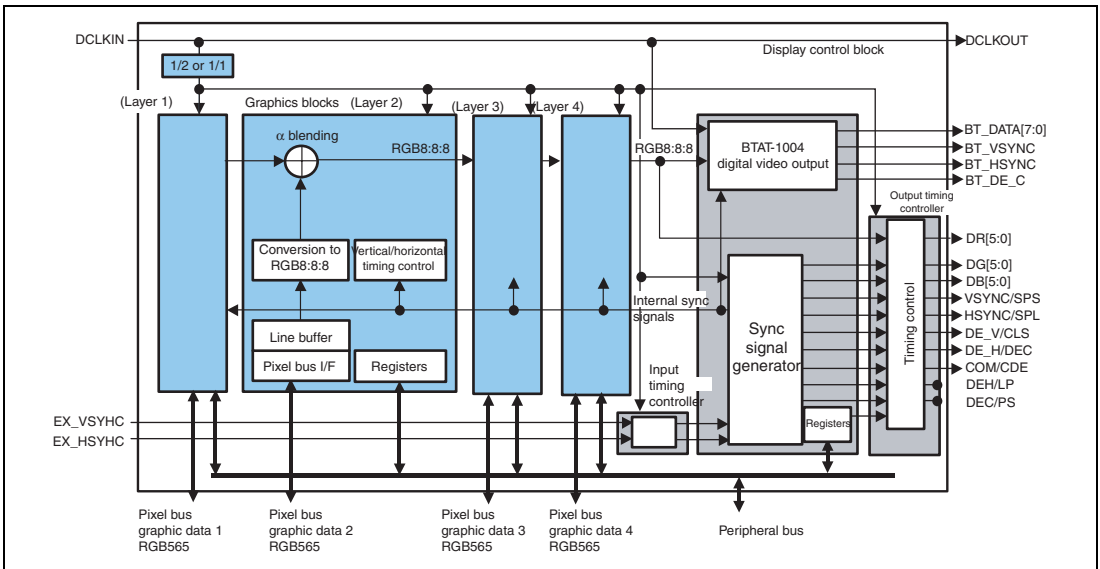 DCLKIN
Display control block
DCLKOUT
1/2 or 1/1
(Layer 1)
Graphics blocks
(Layer 2)
(Layer 3)
(Layer 4)
α blending
RGB8:8:8
RGB8:8:8
BTAT-1004
digital video output
BT_DATA[7:0]
BT_VSYNC
BT_HSYNC
BT_DE_C
Output timing
controller
Conversion to
RGB8:8:8
Vertical/horizontal
timing control
Internal sync
signals
Line buffer
Pixel bus I/F
Registers
Sync
signal
generator
Timing control
DR[5:0]
DG[5:0]
DB[5:0]
VSYNC/SPS
HSYNC/SPL
DE_V/CLS
DE_H/DEC
COM/CDE
DEH/LP
DEC/PS
Input
timing
controller
Registers
EX_VSYHC
EX_HSYHC
Pixel bus
graphic data 1
RGB565
Pixel bus
graphic data 2
RGB565
Pixel bus
graphic data 3
RGB565
Pixel bus
graphic data 4
RGB565
Peripheral bus